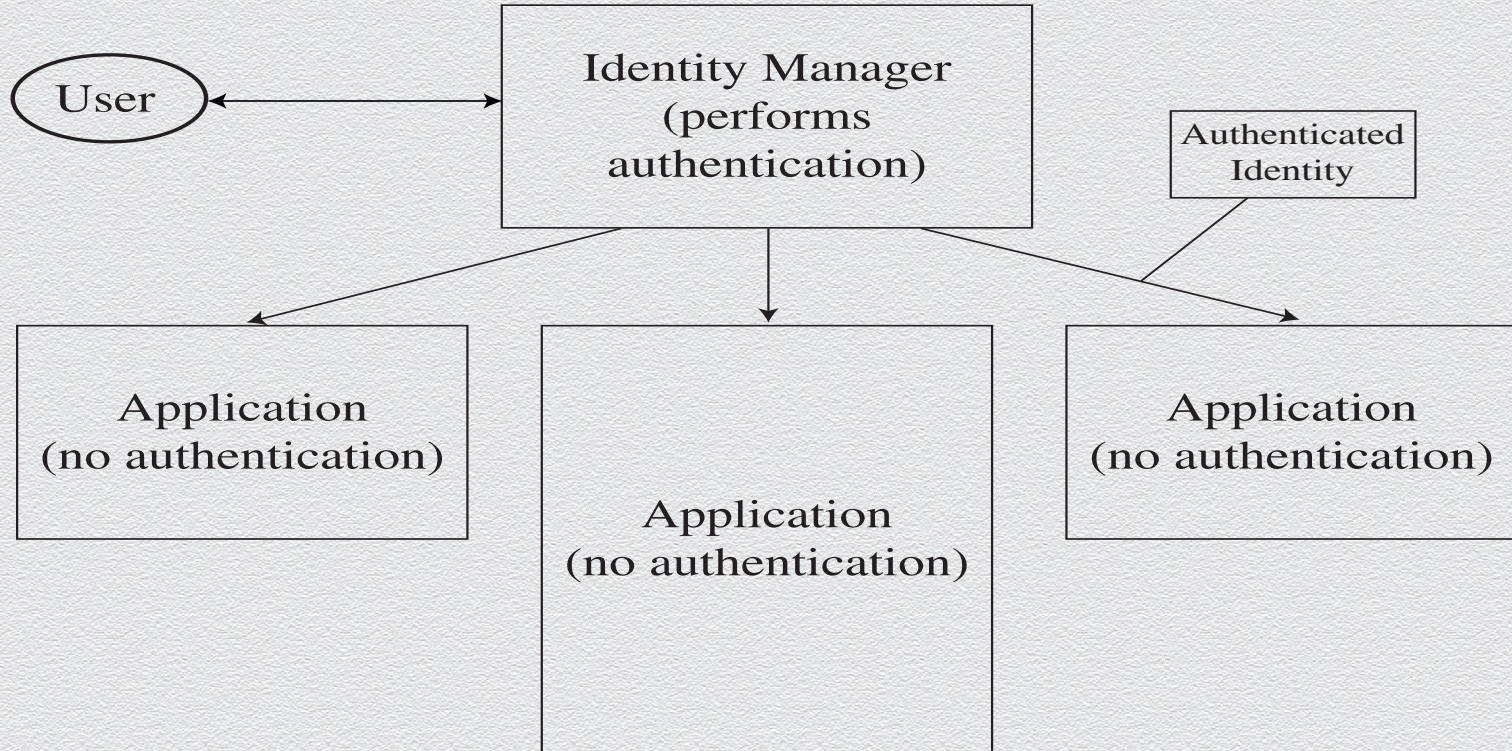 User
Identity Manager
(performs
authentication)
Authenticated
Identity
Application
(no authentication)
Application
(no authentication)
Application
(no authentication)